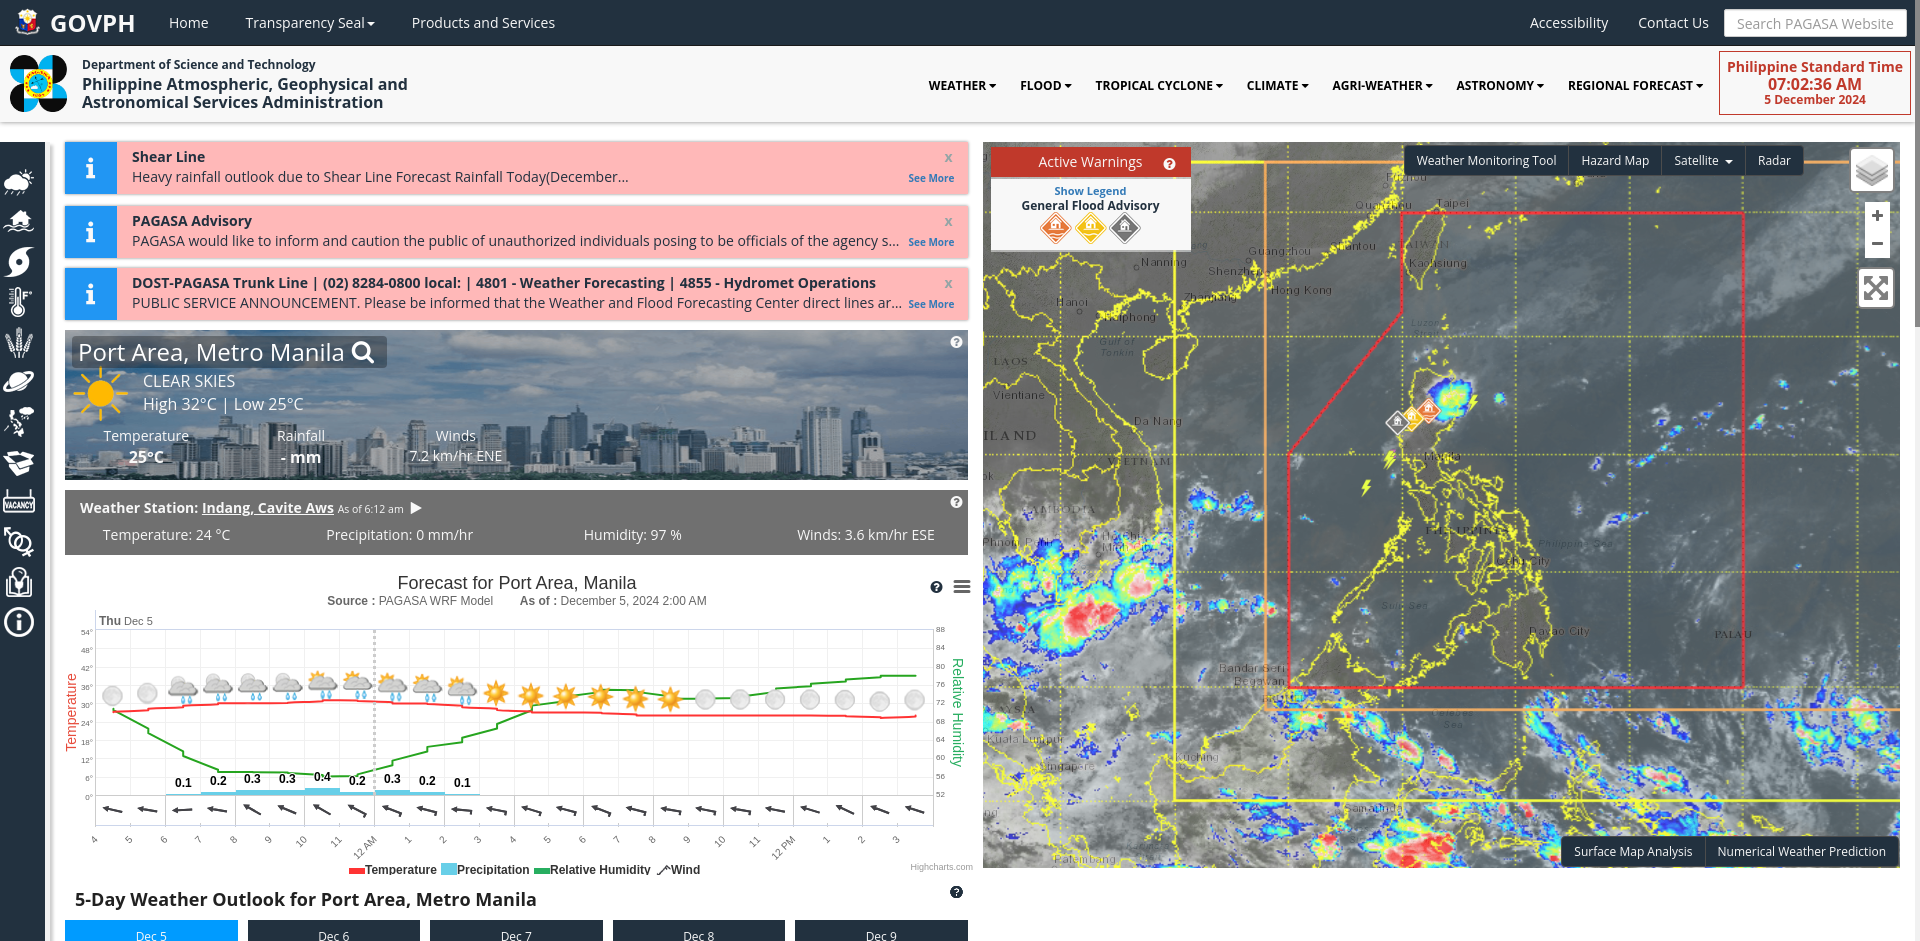 GOVPH
Home
Transparency Seal
Products and Services
Accessibility
Contact Us
Search PAGASA Website
Department of Science and Technology
Philippine Atmospheric, Geophysical and
Astronomical Services Administration
WEATHER
FLOOD
TROPICAL CYCLONE
CLIMATE
AGRI-WEATHER
ASTRONOMY
REGIONAL FORECAST
Philippine Standard Time
07:02:36 AM
5 December 2024
Shear Line
x
Heavy rainfall outlook due to Shear Line Forecast Rainfall Today(December...
See More
PAGASA Advisory
x
PAGASA would like to inform and caution the public of unauthorized individuals posing to be officials of the agency s...
See More
DOST-PAGASA Trunk Line | (02) 8284-0800 local: | 4801 - Weather Forecasting | 4855 - Hydromet Operations
x
PUBLIC SERVICE ANNOUNCEMENT. Please be informed that the Weather and Flood Forecasting Center direct lines ar...
See More
VACANCY
Port Area, Metro Manila
CLEAR SKIES
High 32°C | Low 25°C
Temperature
Rainfall
Winds
25°C
- mm
7.2 km/hr ENE
Weather Station: Indang, Cavite Aws As of 6:12 am
Temperature: 24 °C
Precipitation: 0 mm/hr
Humidity: 97 %
Winds: 3.6 km/hr ESE
Forecast for Port Area, Manila
Source : PAGASA WRF Model
As of : December 5, 2024 2:00 AM
Thu Dec 5
Temperature
54°
48°
42°
36°
30°
24°
18°
12°
6°
0°
88
84
80
76
72
68
64
60
56
52
Relative Humidity
0.1
0.2
0.3
0.3
0.4
0.2
0.3
0.2
0.1
4
5
6
7
8
9
10
11
12 AM
1
2
3
4
5
6
7
8
9
10
11
12 PM
1
2
3
Temperature
Precipitation
Relative Humidity
Wind
Highcharts.com
5-Day Weather Outlook for Port Area, Metro Manila
Dec 5
Dec 6
Dec 7
Dec 8
Dec 9
Active Warnings
Show Legend
General Flood Advisory
Weather Monitoring Tool
Hazard Map
Satellite
Radar
+
−
Taipei
Guangzhou
Nanning
Shenzhen
Kaohsiung
Hong Kong
Hanoi
Gulf of
Tonkin
LAOS
Vientiane
Da Nang
VIETNAM
Davao City
PALAU
Bandar Seri
Begawan
Kuala Lumpur
Kuching
Samarinda
Palembang
Surface Map Analysis
Numerical Weather Prediction